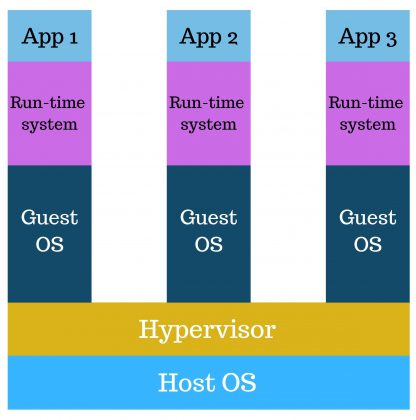 App 1
App 2
App 3
Run-time
system
Run-time
system
Run-time
system
Guest
OS
Guest
OS
Guest
OS
Hypervisor
Host OS